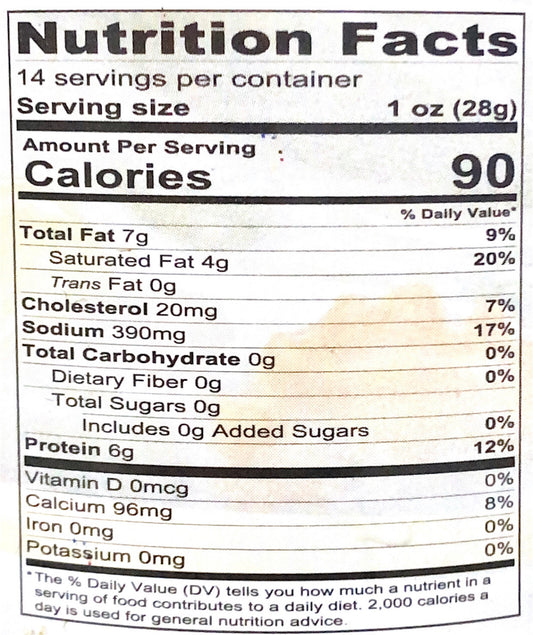 Nutrition Facts
14 servings per container
Serving size 1 oz (28g)
Amount Per Serving
Calories 90
% Daily Value*
Total Fat 7g 9%
Saturated Fat 4g 20%
Trans Fat 0g
Cholesterol 20mg 7%
Sodium 390mg 17%
Total Carbohydrate 0g 0%
Dietary Fiber 0g 0%
Total Sugars 0g
Includes 0g Added Sugars 0%
Protein 6g 12%
Vitamin D 0mcg 0%
Calcium 96mg 8%
Iron 0mg 0%
Potassium 0mg 0%
*The % Daily Value (DV) tells you how much a nutrient in a
serving of food contributes to a daily diet. 2,000 calories a
day is used for general nutrition advice.